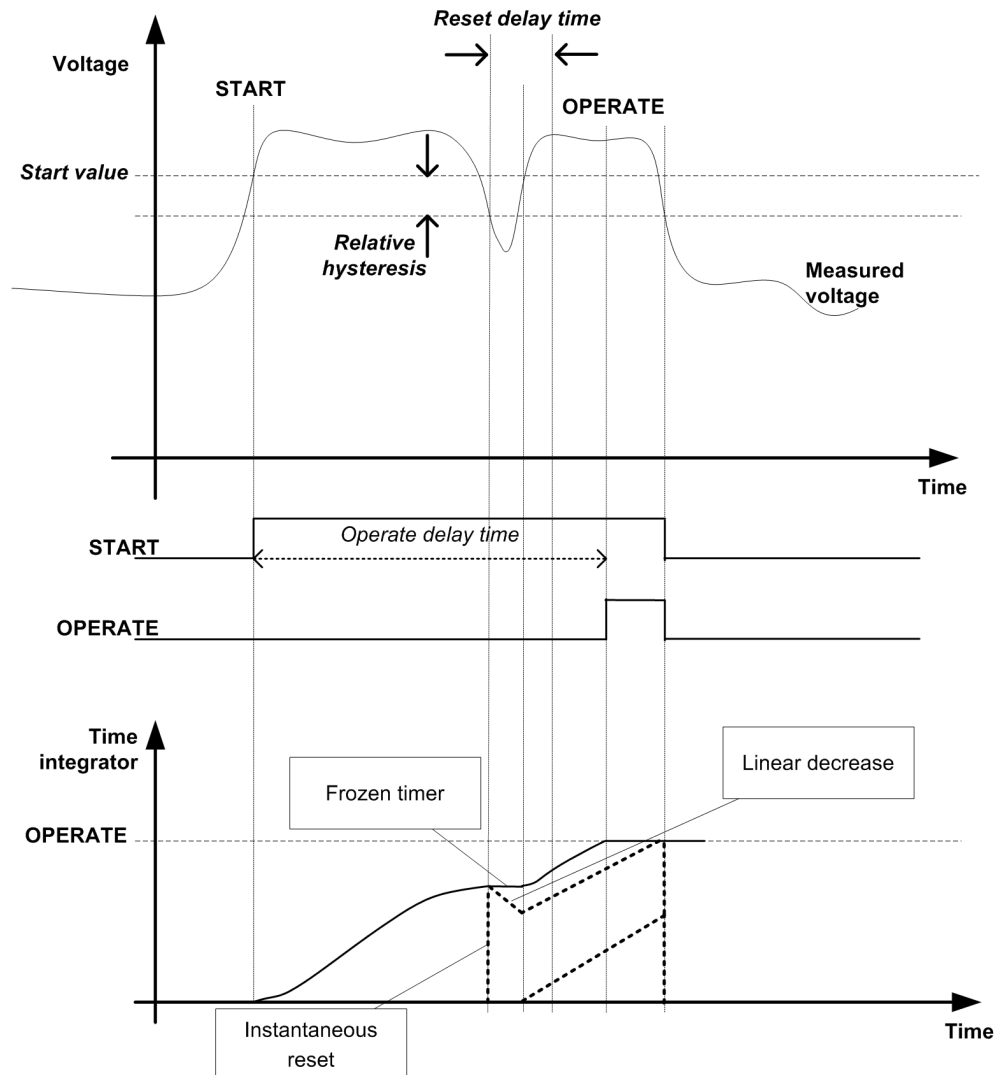 Reset delay time
Voltage
START
OPERATE
Start value
Relative
hysteresis
Measured
voltage
Time
START
Operate delay time
OPERATE
Time
integrator
Linear decrease
Frozen timer
OPERATE
Instantaneous
reset
Time